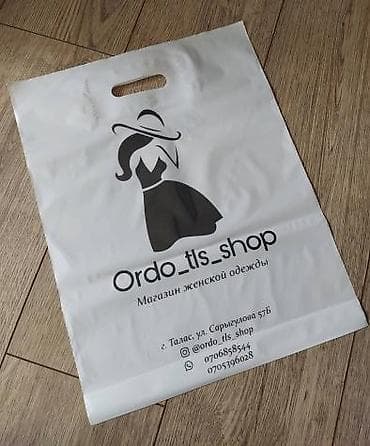 Ordo_tls_shop
Магазин женской одежды
г. Талас, ул. Сарыгулова 57Б
@ordo_tls_shop
0706858544
0705396028